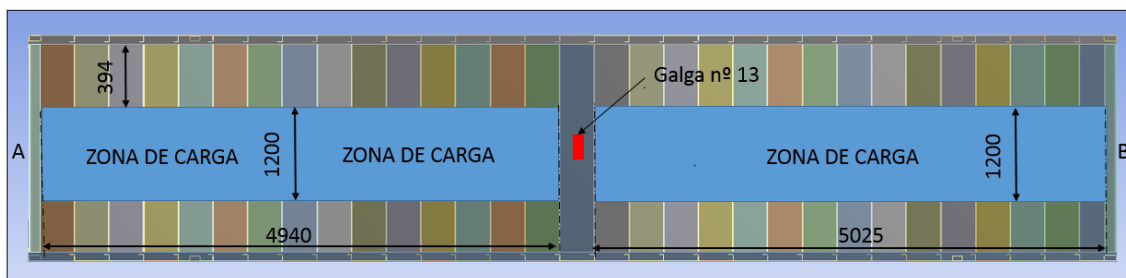 Galga nº 13
394
A
ZONA DE CARGA
1200
ZONA DE CARGA
ZONA DE CARGA
1200
B
4940
5025